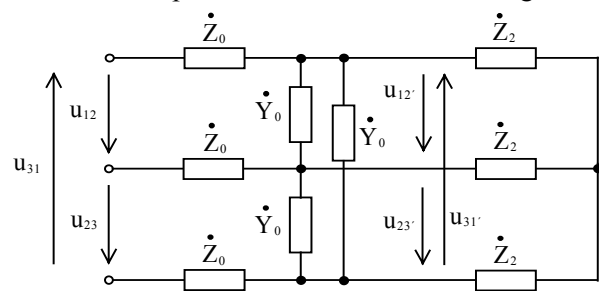 Ż₀ Ż₂
u₁₂ Ẏ₀ Ẏ₀ u₁₂′
u₃₁ Ż₀ Ż₂
u₂₃ Ẏ₀ u₂₃′ u₃₁′
Ż₀ Ż₂